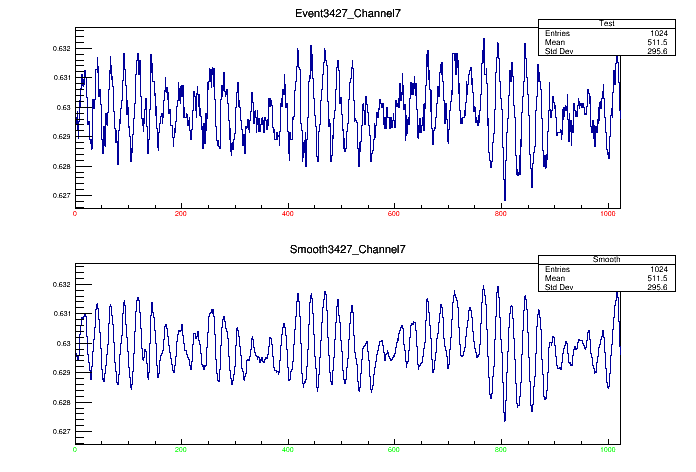 Event3427_Channel7
Test
Entries 1024
Mean 511.5
Std Dev 295.6
0.632
0.631
0.63
0.629
0.628
0.627
0 200 400 600 800 1000
Smooth3427_Channel7
Smooth
Entries 1024
Mean 511.5
Std Dev 295.6
0.632
0.631
0.63
0.629
0.628
0.627
0 200 400 600 800 1000